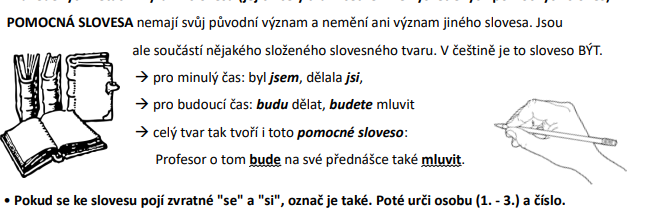 POMOCNÁ SLOVESA nemají svůj původní význam a nemění ani význam jiného slovesa. Jsou
ale součástí nějakého složeného slovesného tvaru. V češtině je to sloveso BÝT.
→ pro minulý čas: byl jsem, dělala jsi,
→ pro budoucí čas: budu dělat, budete mluvit
→ celý tvar tak tvoří i toto pomocné sloveso:
Profesor o tom bude na své přednášce také mluvit.
• Pokud se ke slovesu pojí zvratné "se" a "si", označ je také. Poté urči osobu (1. - 3.) a číslo.